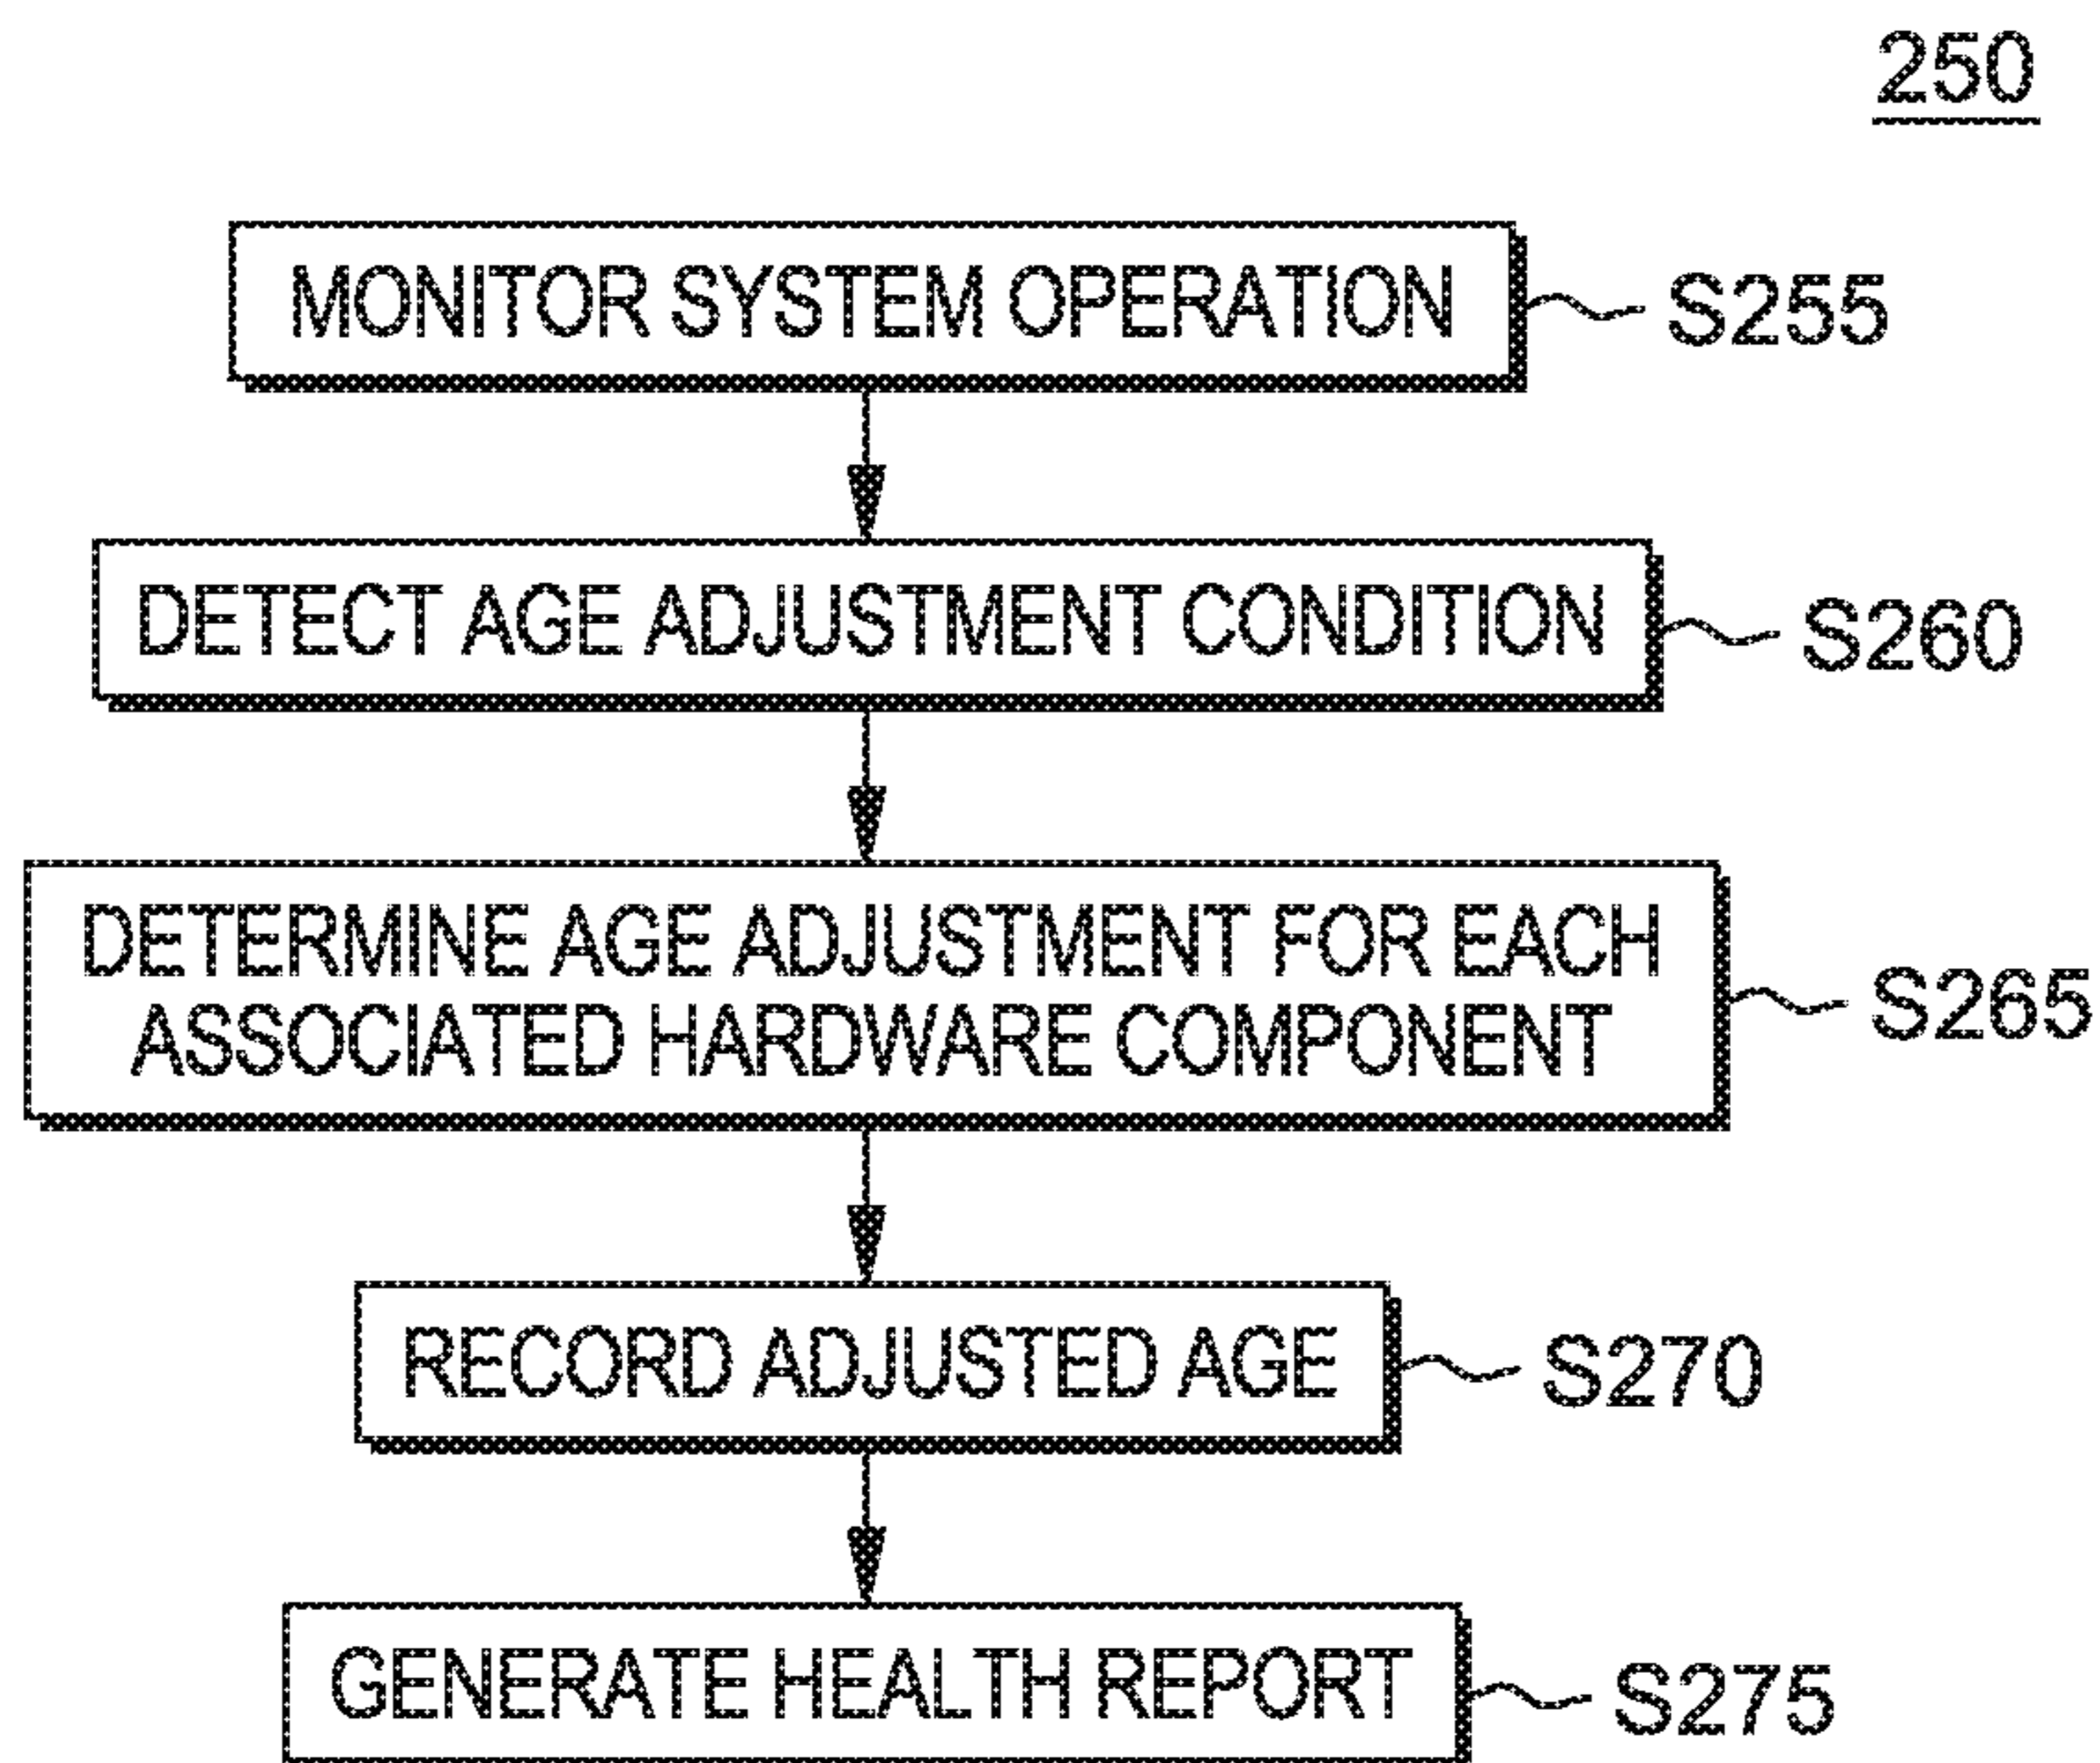 250
MONITOR SYSTEM OPERATION
S255
DETECT AGE ADJUSTMENT CONDITION
S260
DETERMINE AGE ADJUSTMENT FOR EACH
ASSOCIATED HARDWARE COMPONENT
S265
RECORD ADJUSTED AGE
S270
GENERATE HEALTH REPORT
S275